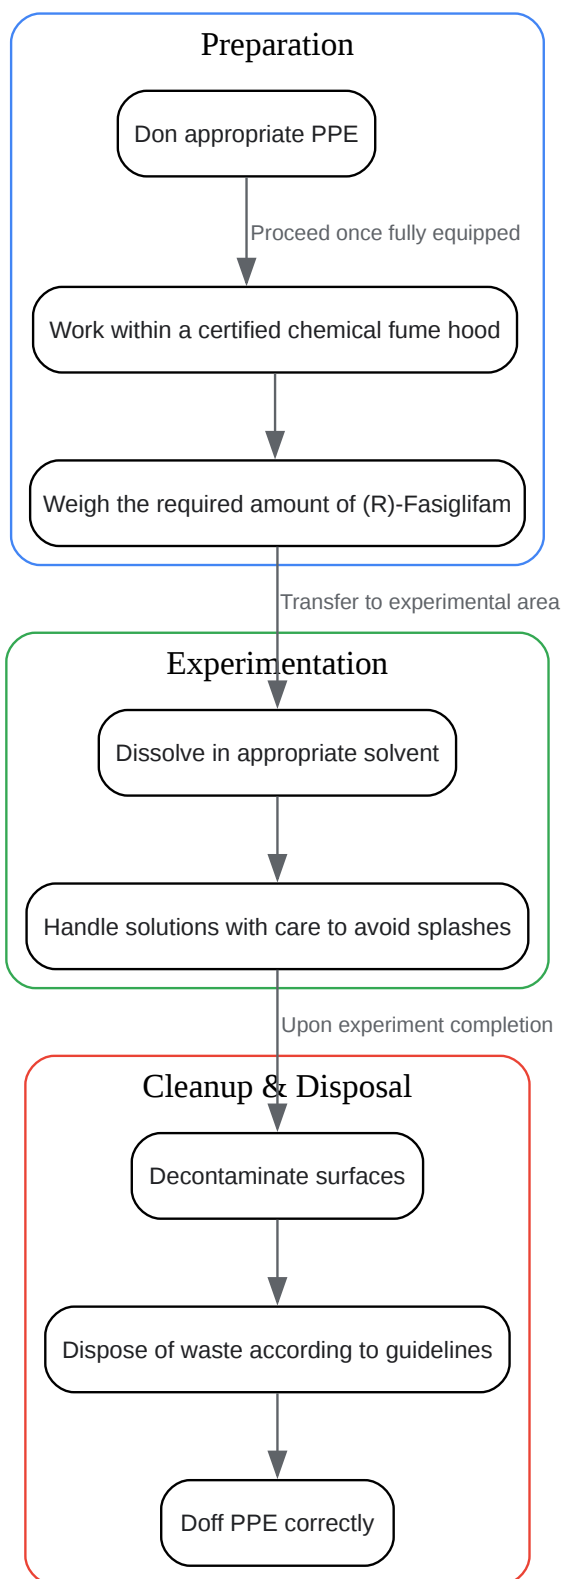 Preparation
Don appropriate PPE
Proceed once fully equipped
Work within a certified chemical fume hood
Weigh the required amount of (R)-Fasiglifam
Transfer to experimental area
Experimentation
Dissolve in appropriate solvent
Handle solutions with care to avoid splashes
Upon experiment completion
Cleanup & Disposal
Decontaminate surfaces
Dispose of waste according to guidelines
Doff PPE correctly